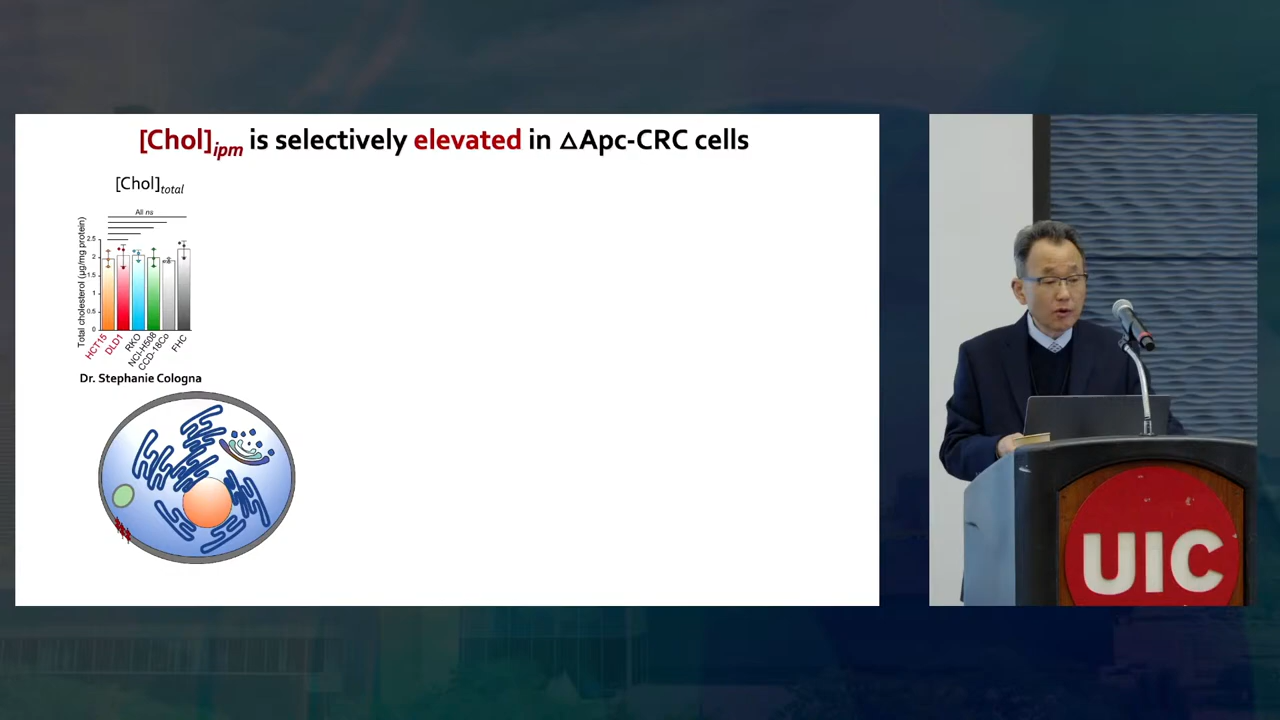 [Chol]ipm is selectively elevated in △Apc-CRC cells
[Chol]total
All ns
Total cholesterol (µg/mg protein)
2.5
2
1.5
1
0.5
0
HCT15
DLD1
RKO
NCI-H508
CCD-18Co
FHC
Dr. Stephanie Cologna
UIC